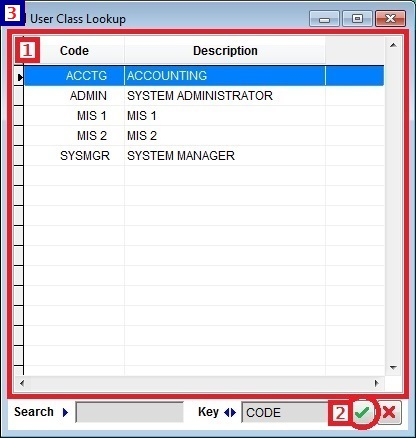 3 User Class Lookup
1 Code Description
ACCTG ACCOUNTING
ADMIN SYSTEM ADMINISTRATOR
MIS 1 MIS 1
MIS 2 MIS 2
SYSMGR SYSTEM MANAGER
Search Key CODE 2